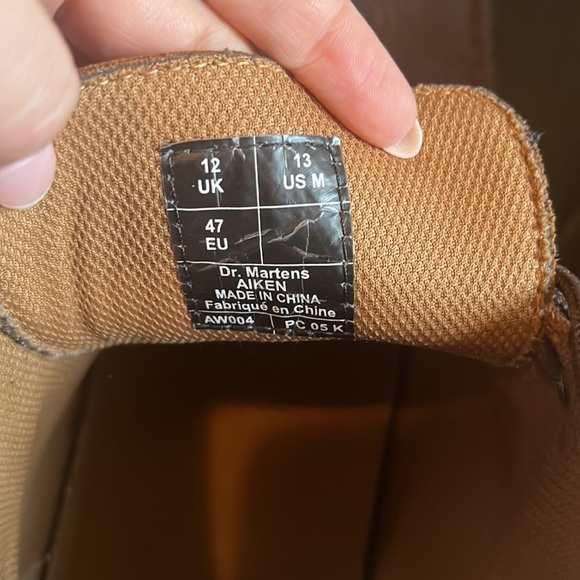 12 13
UK US M
47
EU
Dr. Martens
AIKEN
MADE IN CHINA
Fabriqué en Chine
AW004 PC 05 K